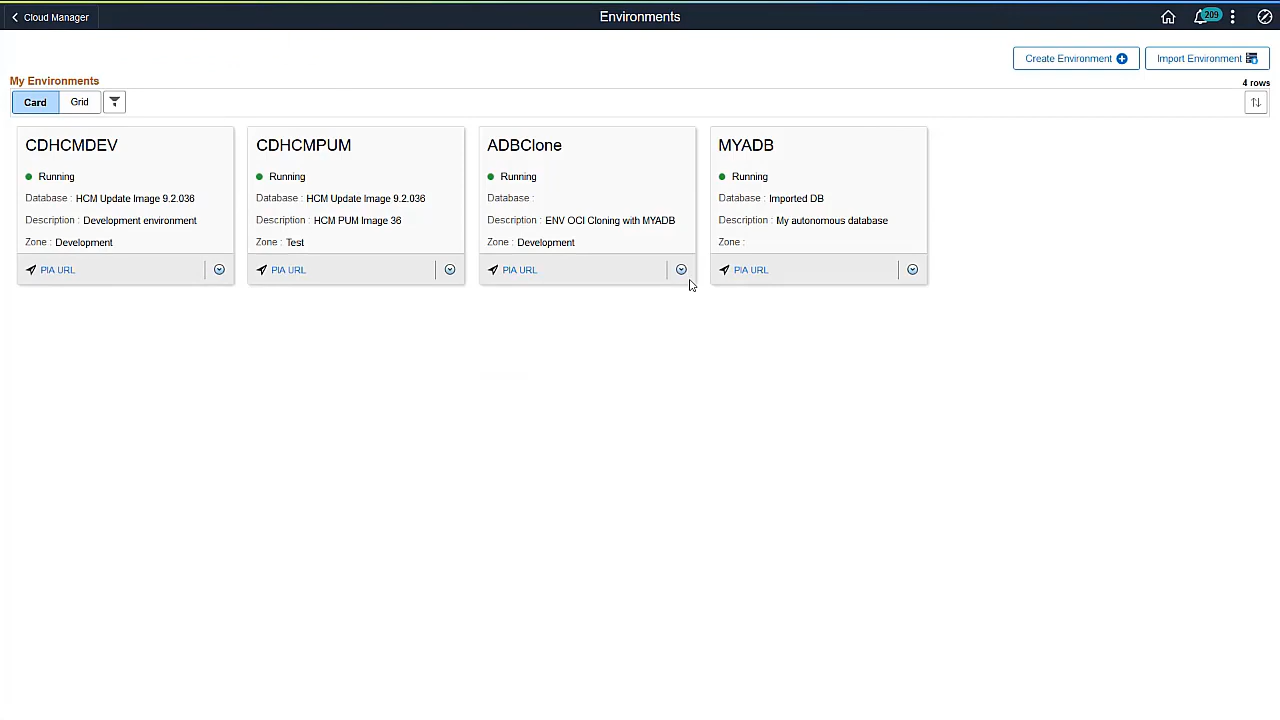 Cloud Manager
Environments
209
Create Environment
Import Environment
My Environments
4 rows
Card
Grid
CDHCMDEV
Running
Database : HCM Update Image 9.2.036
Description : Development environment
Zone : Development
PIA URL
CDHCMPUM
Running
Database : HCM Update Image 9.2.036
Description : HCM PUM Image 36
Zone : Test
PIA URL
ADBClone
Running
Database :
Description : ENV OCI Cloning with MYADB
Zone : Development
PIA URL
MYADB
Running
Database : Imported DB
Description : My autonomous database
Zone :
PIA URL